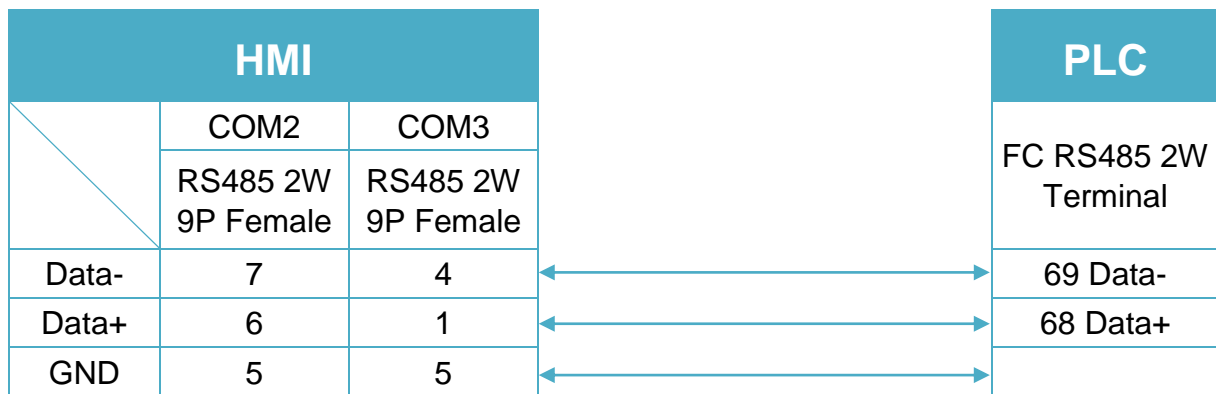 HMI PLC
COM2 COM3
RS485 2W RS485 2W
9P Female 9P Female
FC RS485 2W
Terminal
Data- 7 4 69 Data-
Data+ 6 1 68 Data+
GND 5 5